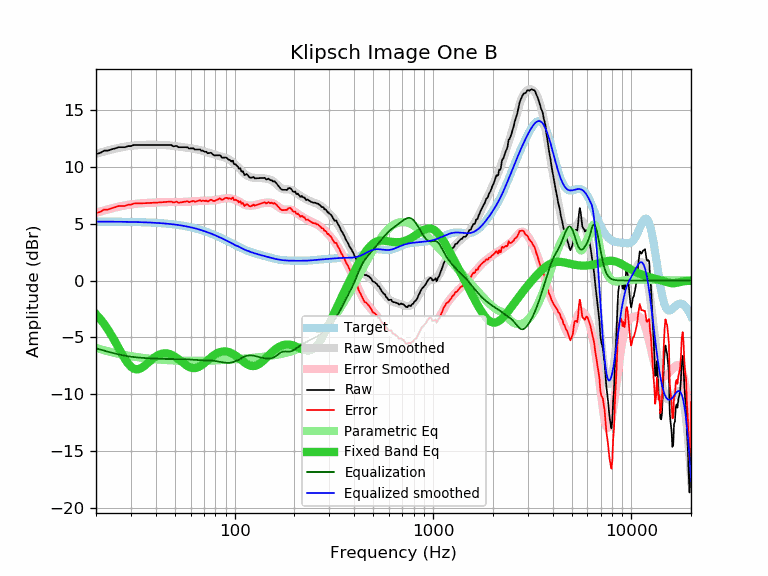 Klipsch Image One B
Amplitude (dBr)
15
10
5
0
−5
−10
−15
−20
Target
Raw Smoothed
Error Smoothed
Raw
Error
Parametric Eq
Fixed Band Eq
Equalization
Equalized smoothed
100
1000
10000
Frequency (Hz)